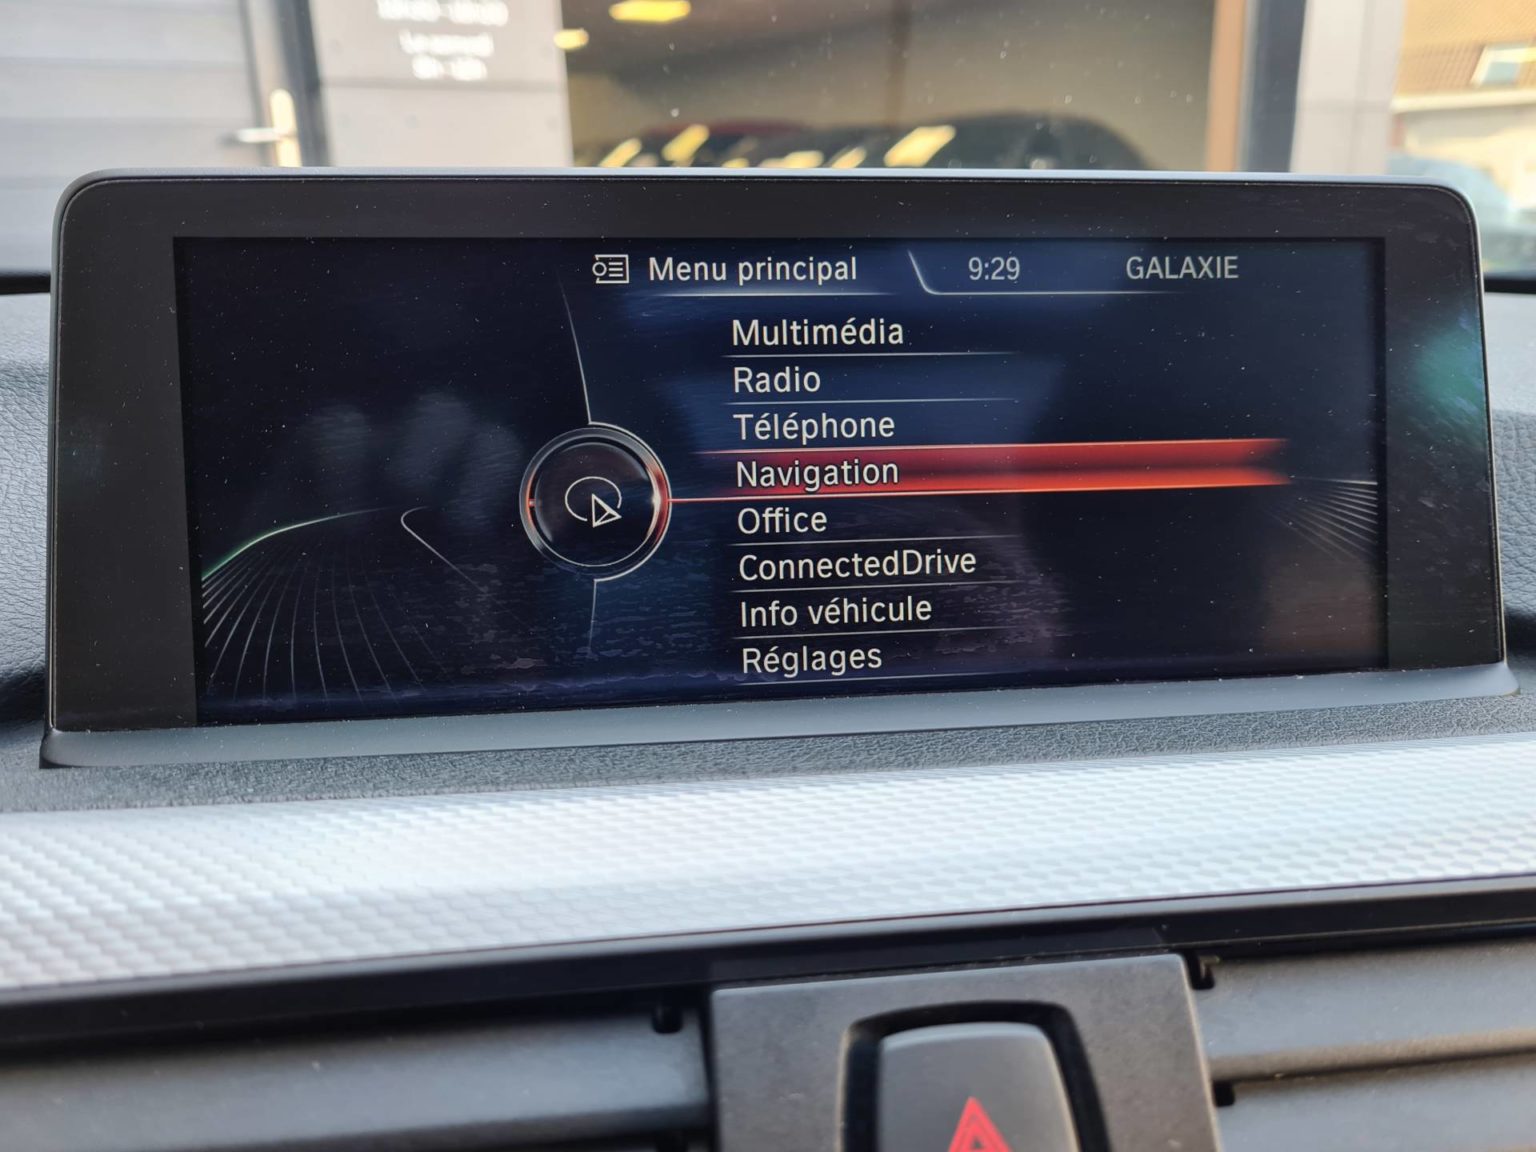 Menu principal 9:29 GALAXIE
Multimédia
Radio
Téléphone
Navigation
Office
ConnectedDrive
Info véhicule
Réglages